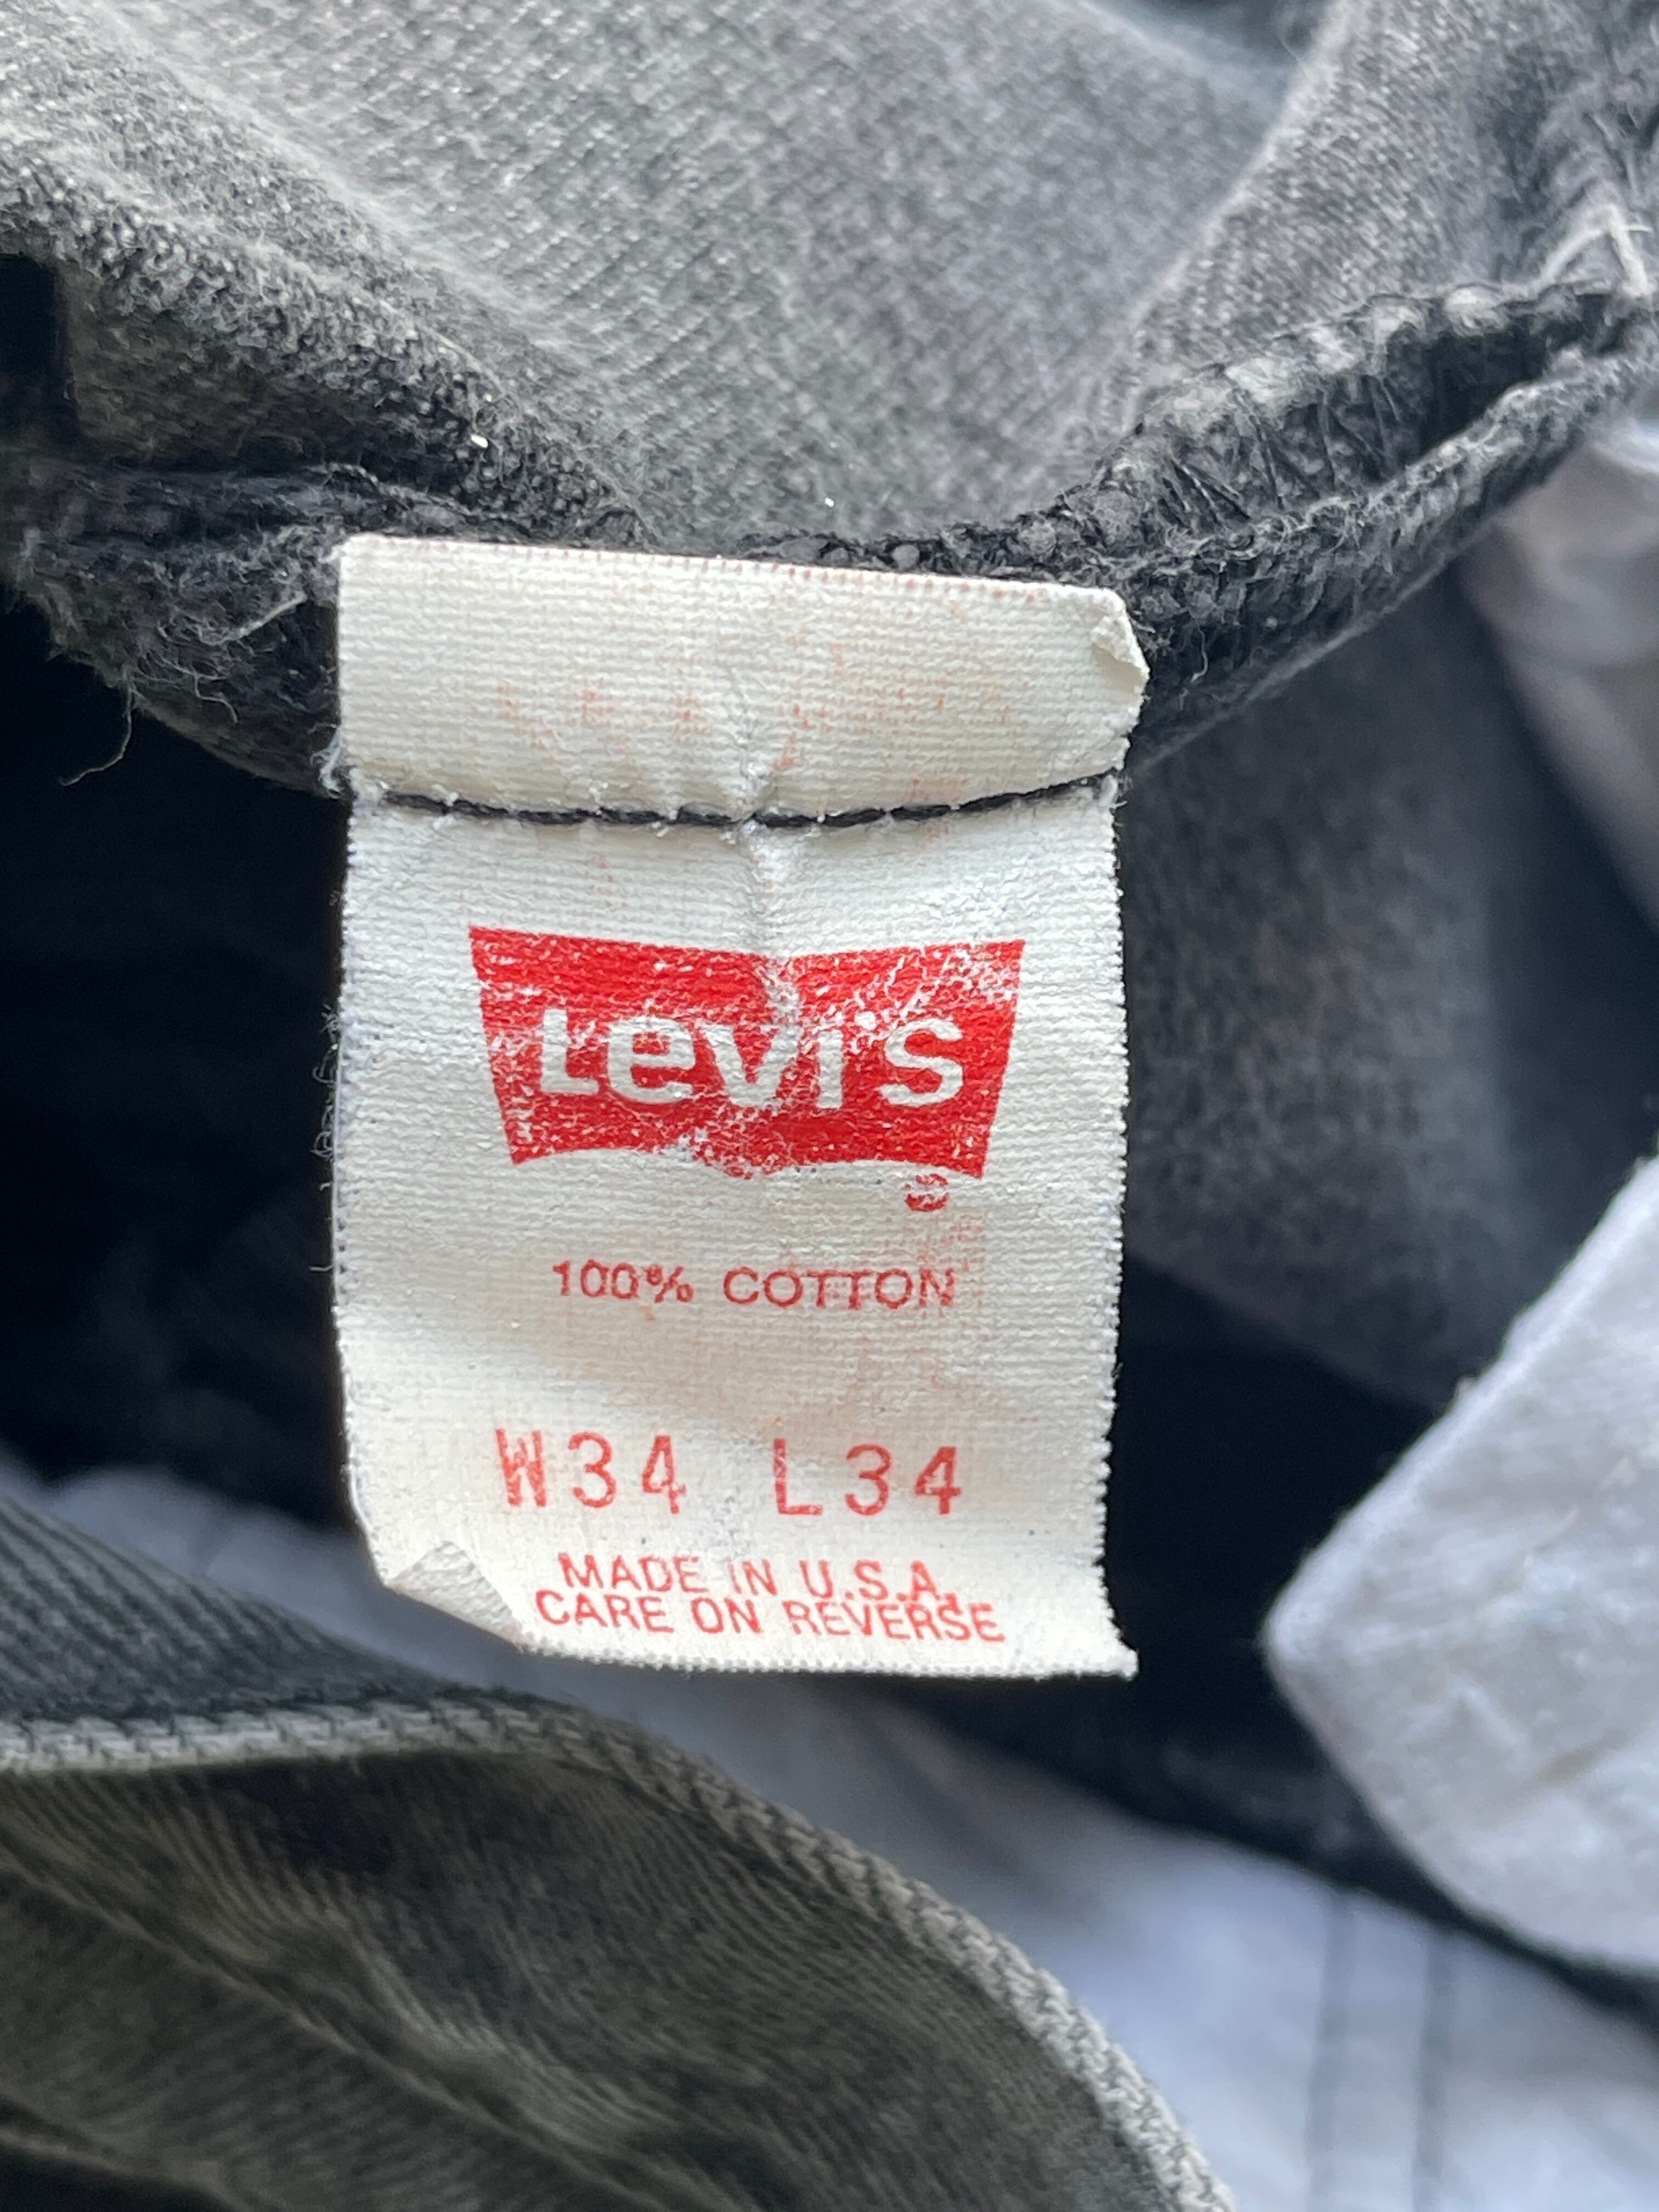 Levi's
®
100% COTTON
W34 L34
MADE IN U.S.A.
CARE ON REVERSE